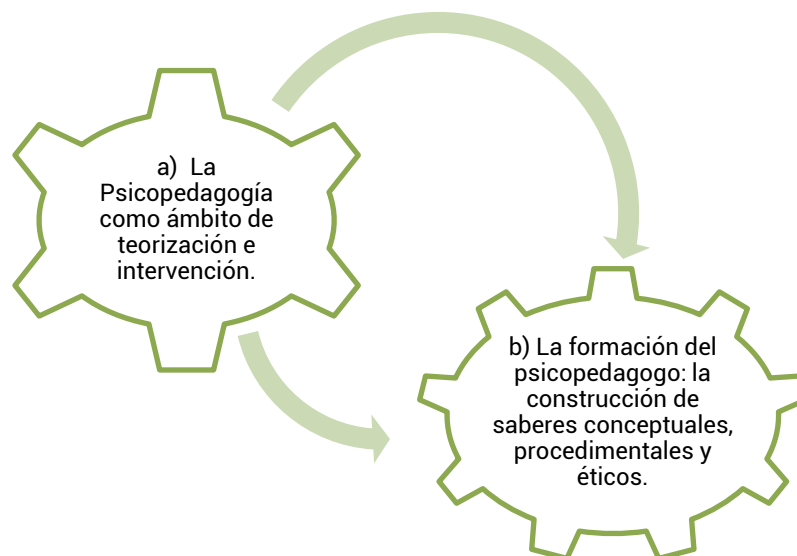 a) La
Psicopedagogía
como ámbito de
teorización e
intervención.
b) La formación del
psicopedagogo: la
construcción de
saberes conceptuales,
procedimentales y
éticos.